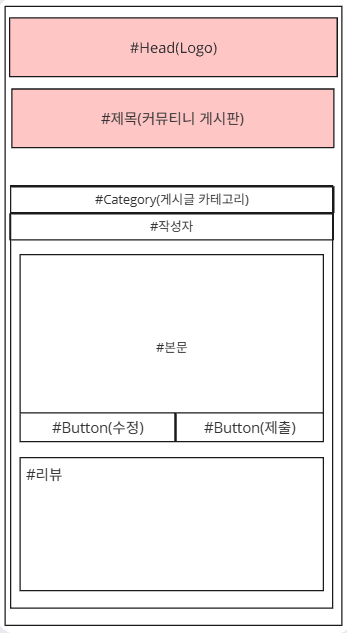 #Head(Logo)
#제목(커뮤티니 게시판)
#Category(게시글 카테고리)
#작성자
#본문
#Button(수정)
#Button(제출)
#리뷰